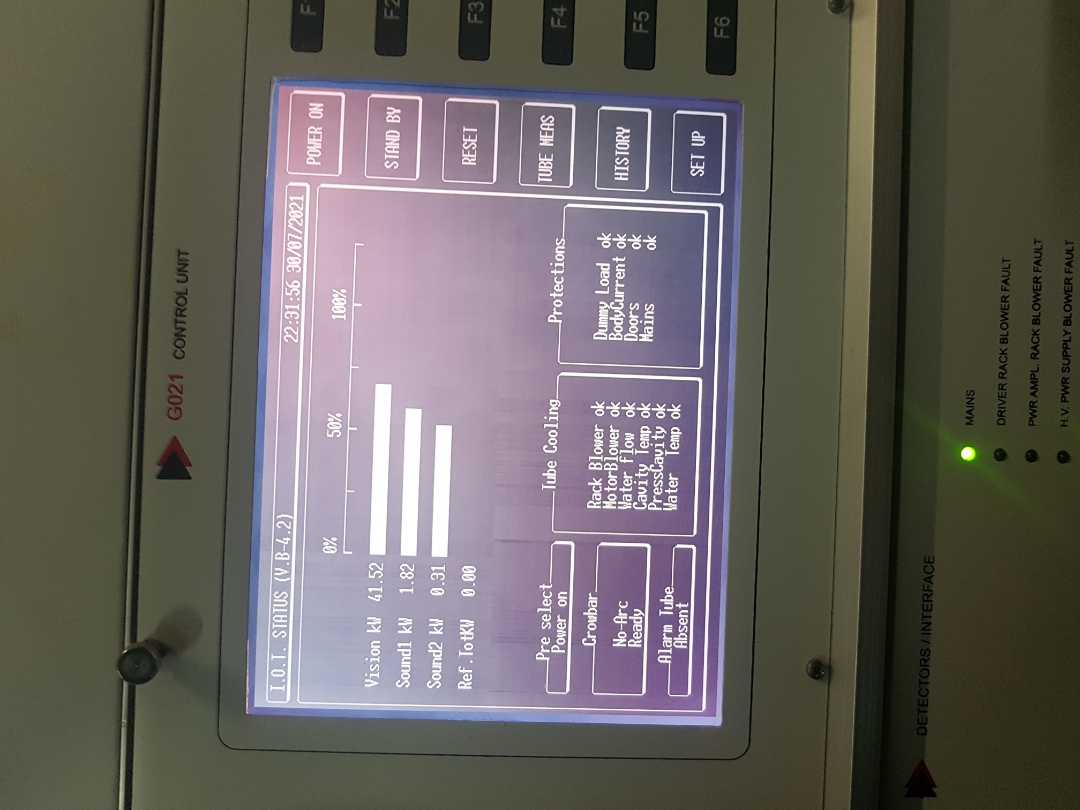 G021 CONTROL UNIT
I.O.T. STATUS (V.B-4.2)
22:31:56 30/07/2021
0% 50% 100%
Vision kW 41.52
Sound1 kW 1.82
Sound2 kW 0.31
Ref.TotKW 0.00
Pre select
Power on
Crowbar
No-Arc
Ready
Alarm Tube
Absent
Tube Cooling
Rack Blower ok
MotorBlower ok
Water flow ok
Cavity Temp ok
PressCavity ok
Water Temp ok
Protections
Dummy Load ok
BodyCurrent ok
Doors ok
Mains ok
POWER ON
STAND BY
RESET
TUBE MEAS
HISTORY
SET UP
F
F2
F3
F4
F5
F6
DETECTORS / INTERFACE
MAINS
DRIVER RACK BLOWER FAULT
PWR AMPL. RACK BLOWER FAULT
H.V. PWR SUPPLY BLOWER FAULT